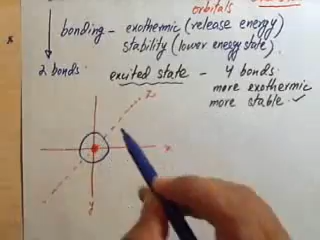 orbitals
bonding - exothermic (release energy)
stability (lower energy state)
2 bonds
excited state - 4 bonds
more exothermic
more stable ✓
z
x
y